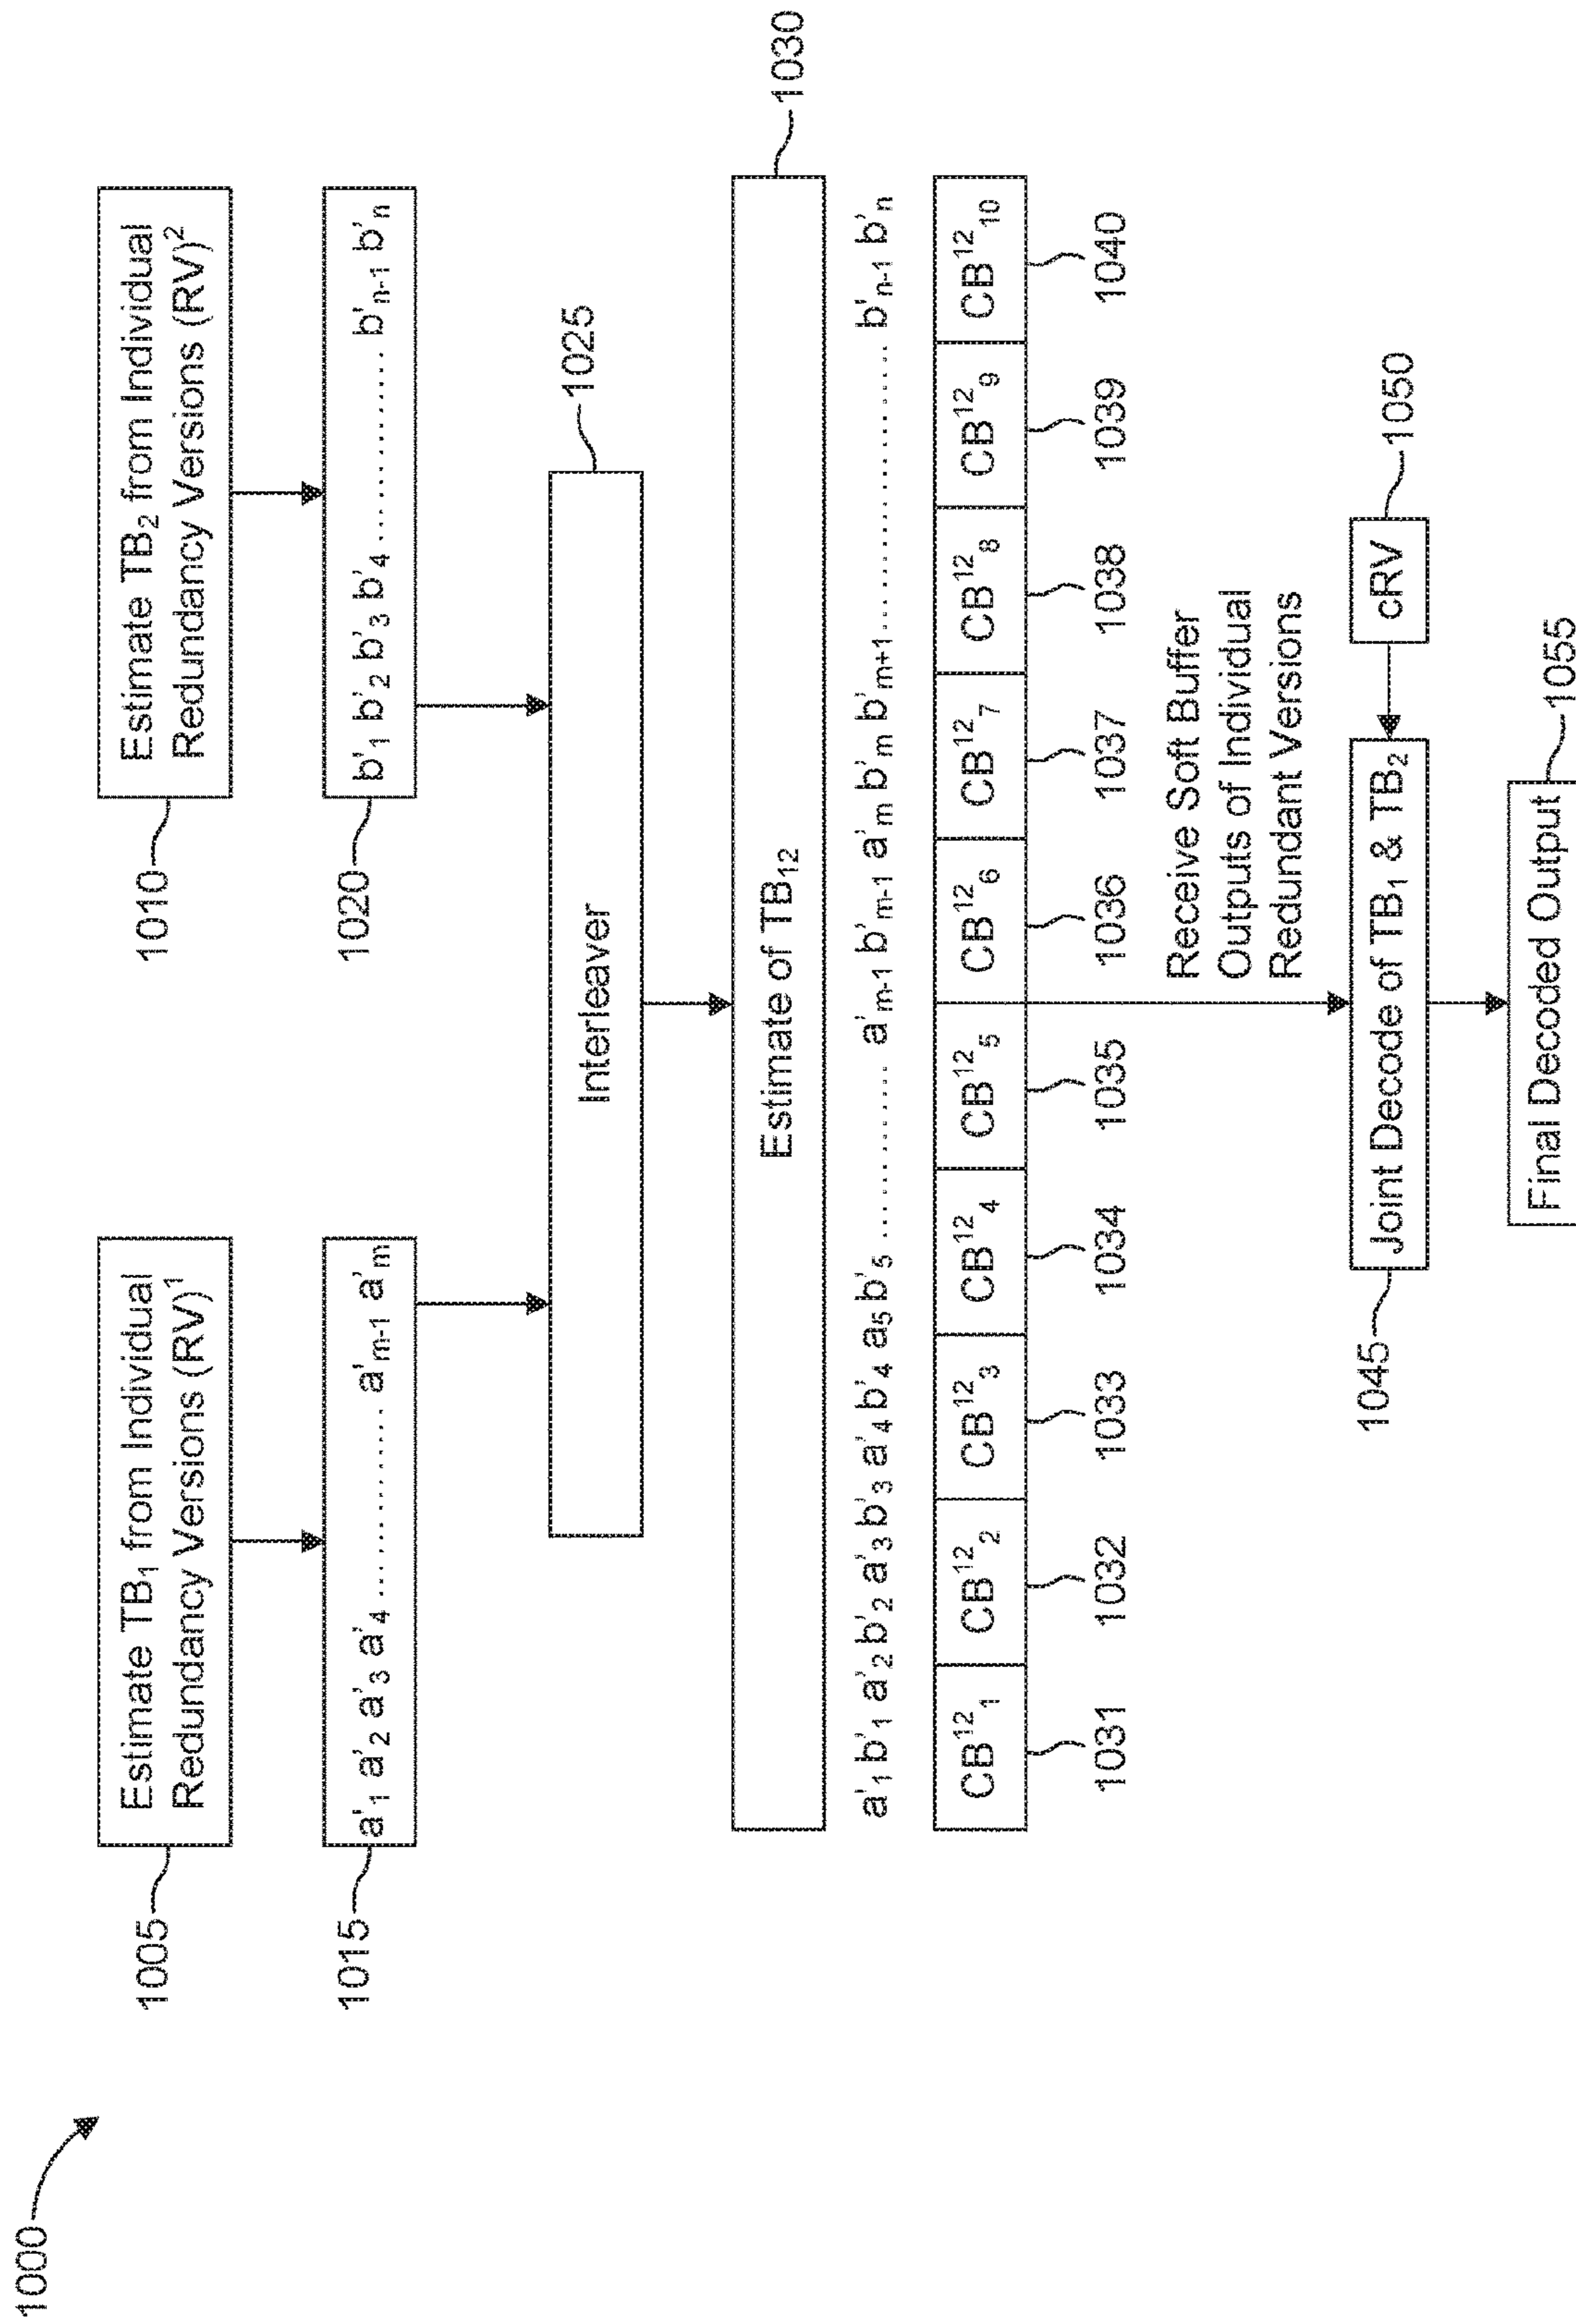 1000
1005
Estimate TB₁ from Individual
Redundancy Versions (RV)¹
1010
Estimate TB₂ from Individual
Redundancy Versions (RV)²
1015
a'₁ a'₂ a'₃ a'₄ ............ a'ₘ₋₁ a'ₘ
1020
b'₁ b'₂ b'₃ b'₄ ............ b'ₙ₋₁ b'ₙ
Interleaver
1025
Estimate of TB₁₂
1030
a'₁ b'₁ a'₂ b'₂ a'₃ b'₃ a'₄ b'₄ a₅ b'₅ ............ a'ₘ₋₁ b'ₘ₋₁ a'ₘ b'ₘ b'ₘ₊₁ ............ b'ₙ₋₁ b'ₙ
CB¹²₁ CB¹²₂ CB¹²₃ CB¹²₄ CB¹²₅ CB¹²₆ CB¹²₇ CB¹²₈ CB¹²₉ CB¹²₁₀
1031 1032 1033 1034 1035 1036 1037 1038 1039 1040
Receive Soft Buffer
Outputs of Individual
Redundant Versions
1045
Joint Decode of TB₁ & TB₂
cRV
1050
Final Decoded Output
1055